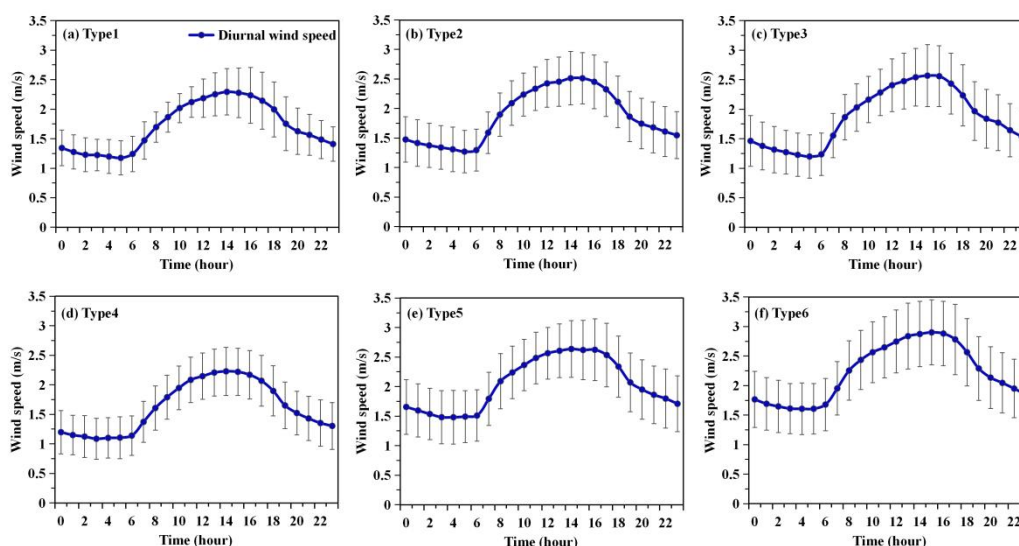 (a) Type1
Diurnal wind speed
Wind speed (m/s)
3.5
3
2.5
2
1.5
1
0.5
0
0 2 4 6 8 10 12 14 16 18 20 22
Time (hour)
(b) Type2
Wind speed (m/s)
3.5
3
2.5
2
1.5
1
0.5
0
0 2 4 6 8 10 12 14 16 18 20 22
Time (hour)
(c) Type3
Wind speed (m/s)
3.5
3
2.5
2
1.5
1
0.5
0
0 2 4 6 8 10 12 14 16 18 20 22
Time (hour)
(d) Type4
Wind speed (m/s)
3.5
3
2.5
2
1.5
1
0.5
0
0 2 4 6 8 10 12 14 16 18 20 22
Time (hour)
(e) Type5
Wind speed (m/s)
3.5
3
2.5
2
1.5
1
0.5
0
0 2 4 6 8 10 12 14 16 18 20 22
Time (hour)
(f) Type6
Wind speed (m/s)
3.5
3
2.5
2
1.5
1
0.5
0
0 2 4 6 8 10 12 14 16 18 20 22
Time (hour)